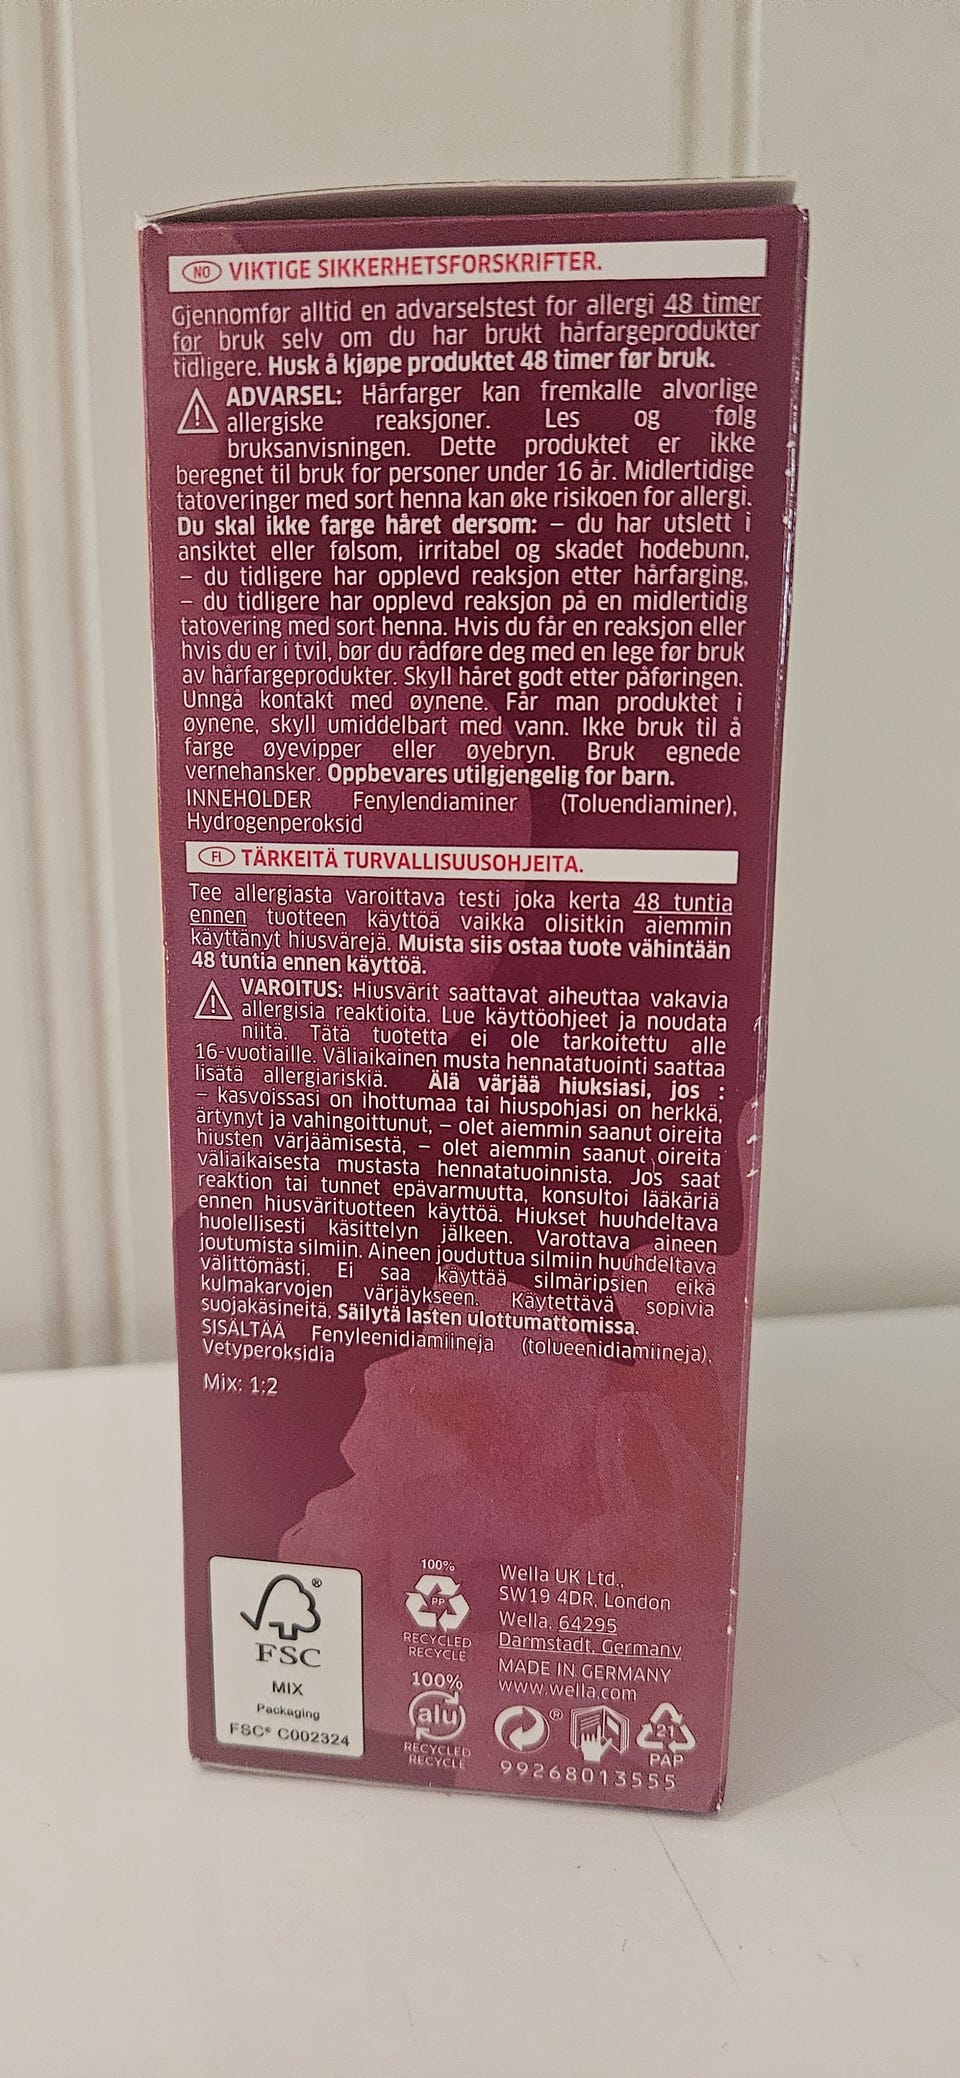 NO VIKTIGE SIKKERHETSFORSKRIFTER.
Gjennomfør alltid en advarselstest for allergi 48 timer
før bruk selv om du har brukt hårfargeprodukter
tidligere. Husk å kjøpe produktet 48 timer før bruk.
ADVARSEL: Hårfarger kan fremkalle alvorlige
allergiske reaksjoner. Les og følg
bruksanvisningen. Dette produktet er ikke
beregnet til bruk for personer under 16 år. Midlertidige
tatoveringer med sort henna kan øke risikoen for allergi.
Du skal ikke farge håret dersom: – du har utslett i
ansiktet eller følsom, irritabel og skadet hodebunn,
– du tidligere har opplevd reaksjon etter hårfarging,
– du tidligere har opplevd reaksjon på en midlertidig
tatovering med sort henna. Hvis du får en reaksjon eller
hvis du er i tvil, bør du rådføre deg med en lege før bruk
av hårfargeprodukter. Skyll håret godt etter påføringen.
Unngå kontakt med øynene. Får man produktet i
øynene, skyll umiddelbart med vann. Ikke bruk til å
farge øyevipper eller øyebryn. Bruk egnede
vernehansker. Oppbevares utilgjengelig for barn.
INNEHOLDER Fenylendiaminer (Toluendiaminer),
Hydrogenperoksid
FI TÄRKEITÄ TURVALLISUUSOHJEITA.
Tee allergiasta varoittava testi joka kerta 48 tuntia
ennen tuotteen käyttöä vaikka olisitkin aiemmin
käyttänyt hiusvärejä. Muista siis ostaa tuote vähintään
48 tuntia ennen käyttöä.
VAROITUS: Hiusvärit saattavat aiheuttaa vakavia
allergisia reaktioita. Lue käyttöohjeet ja noudata
niitä. Tätä tuotetta ei ole tarkoitettu alle
16-vuotiaille. Väliaikainen musta hennatatuointi saattaa
lisätä allergiariskiä. Älä värjää hiuksiasi, jos :
– kasvoissasi on ihottumaa tai hiuspohjasi on herkkä,
ärtynyt ja vahingoittunut, – olet aiemmin saanut oireita
hiusten värjäämisestä, – olet aiemmin saanut oireita
väliaikaisesta mustasta hennatatuoinnista. Jos saat
reaktion tai tunnet epävarmuutta, konsultoi lääkäriä
ennen hiusvärituotteen käyttöä. Hiukset huuhdeltava
huolellisesti käsittelyn jälkeen. Varottava aineen
joutumista silmiin. Aineen jouduttua silmiin huuhdeltava
välittömästi. Ei saa käyttää silmäripsien eikä
kulmakarvojen värjäykseen. Käytettävä sopivia
suojakäsineitä. Säilytä lasten ulottumattomissa.
SISÄLTÄÄ Fenyleenidiamiineja (tolueenidiamiineja),
Vetyperoksidia
Mix: 1:2
®
FSC
MIX
Packaging
FSC® C002324
100%
PP
RECYCLED
RECYCLE
100%
alu
RECYCLED
RECYCLE
Wella UK Ltd.,
SW19 4DR, London
Wella, 64295
Darmstadt, Germany
MADE IN GERMANY
www.wella.com
®
21
PAP
99268013555